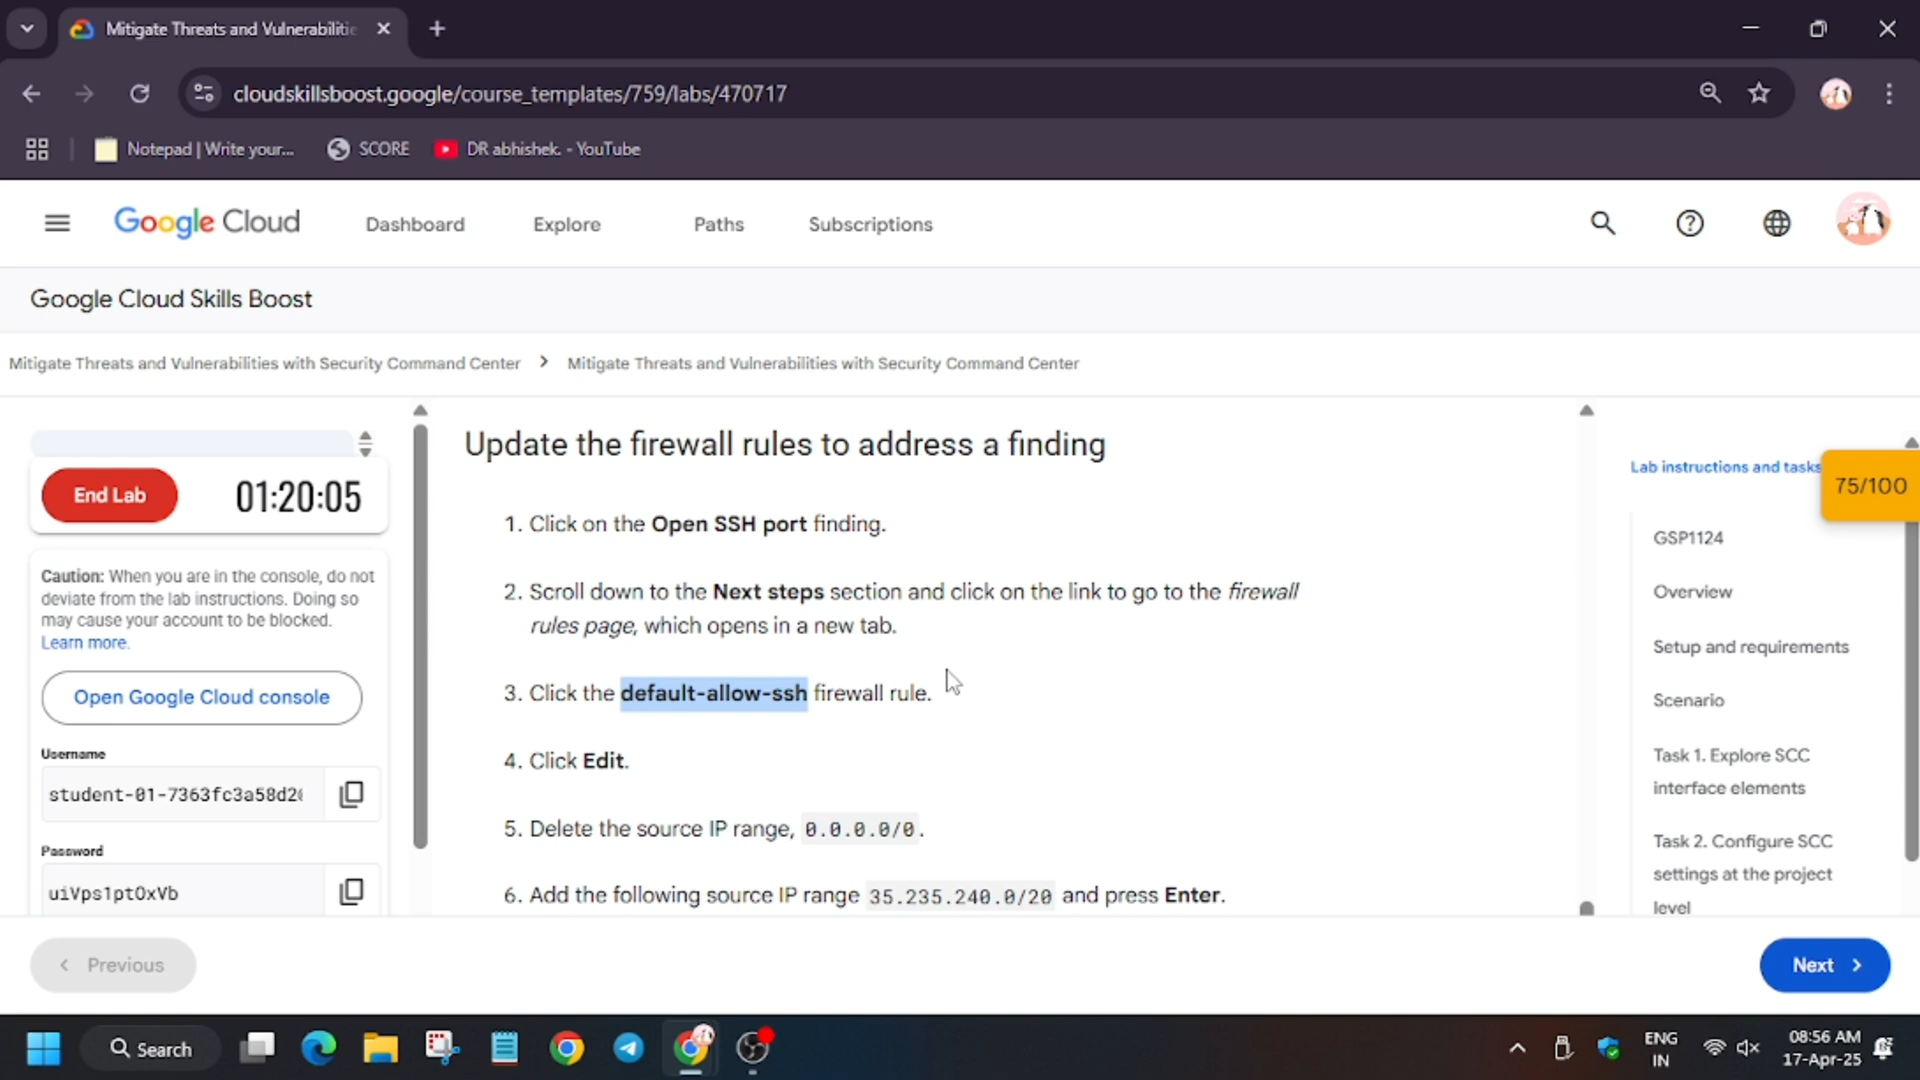 Mitigate Threats and Vulnerabilitie
cloudskillsboost.google/course_templates/759/labs/470717
Notepad | Write your...
SCORE
DR abhishek. - YouTube
Google Cloud
Dashboard
Explore
Paths
Subscriptions
Google Cloud Skills Boost
Mitigate Threats and Vulnerabilities with Security Command Center > Mitigate Threats and Vulnerabilities with Security Command Center
End Lab
01:20:05
Caution: When you are in the console, do not
deviate from the lab instructions. Doing so
may cause your account to be blocked.
Learn more.
Open Google Cloud console
Username
student-01-7363fc3a58d2
Password
uiVps1ptOxVb
Update the firewall rules to address a finding
1. Click on the Open SSH port finding.
2. Scroll down to the Next steps section and click on the link to go to the firewall
rules page, which opens in a new tab.
3. Click the default-allow-ssh firewall rule.
4. Click Edit.
5. Delete the source IP range, 0.0.0.0/0.
6. Add the following source IP range 35.235.240.0/20 and press Enter.
Lab instructions and tasks
75/100
GSP1124
Overview
Setup and requirements
Scenario
Task 1. Explore SCC
interface elements
Task 2. Configure SCC
settings at the project
level
Previous
Next
Search
ENG
IN
08:56 AM
17-Apr-25